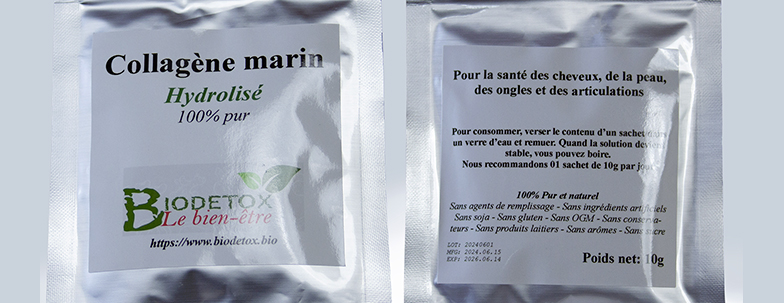 Collagène marin
Hydrolisé
100% pur
BIODETOX
Le bien-être
https://www.biodetox.bio
Pour la santé des cheveux, de la peau,
des ongles et des articulations
Pour consommer, verser le contenu d'un sachet dans
un verre d'eau et remuer. Quand la solution devient
stable, vous pouvez boire.
Nous recommandons 01 sachet de 10g par jour
100% Pur et naturel
Sans agents de remplissage - Sans ingrédients artificiels
Sans soja - Sans gluten - Sans OGM - Sans conserva-
teurs - Sans produits laitiers - Sans arômes - Sans sucre
LOT: 20240601
MFG: 2024.06.15
EXP: 2026.06.14
Poids net: 10g